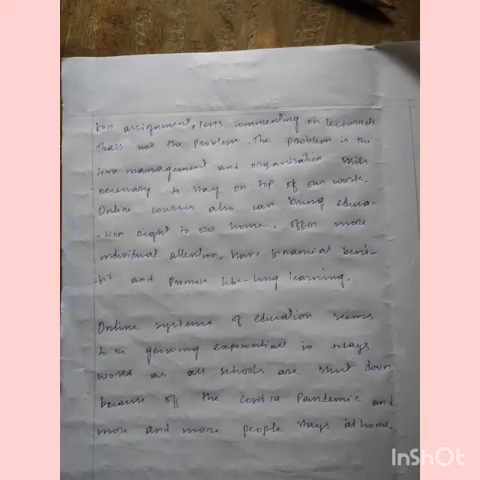 for assignment, tests, commenting on lectures
thats not the problem. The problem is the
time management and organisation skills
necessary to stay on top of our work.
Online courses also can bring educa-
-tion right to our home, offer more
individual attention, have financial bene-
-fit and promote life-long learning.
Online systeme of education seems
to be growing exponential in todays
world as all schools are shut down
because of the Covid 19 Pandemic and
more and more people stays at home.
InShOt